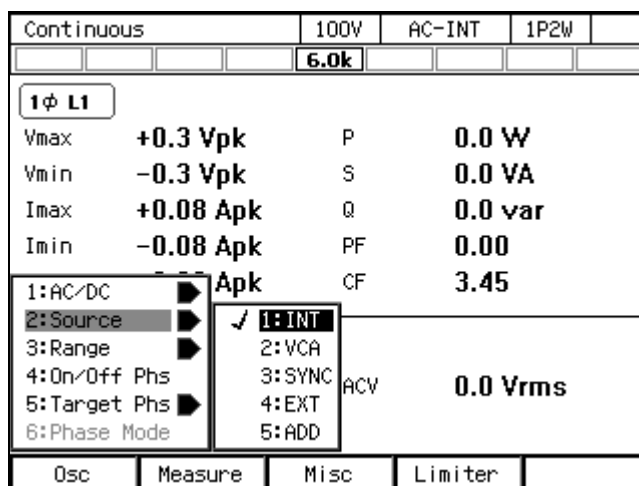 Continuous 100V AC-INT 1P2W
6.0k
1φ L1
Vmax +0.3 Vpk P 0.0 W
Vmin -0.3 Vpk S 0.0 VA
Imax +0.08 Apk Q 0.0 var
Imin -0.08 Apk PF 0.00
Apk CF 3.45
1:AC/DC
2:Source ✓ 1:INT
3:Range 2:VCA
4:On/Off Phs 3:SYNC
5:Target Phs 4:EXT ACV 0.0 Vrms
6:Phase Mode 5:ADD
Osc Measure Misc Limiter